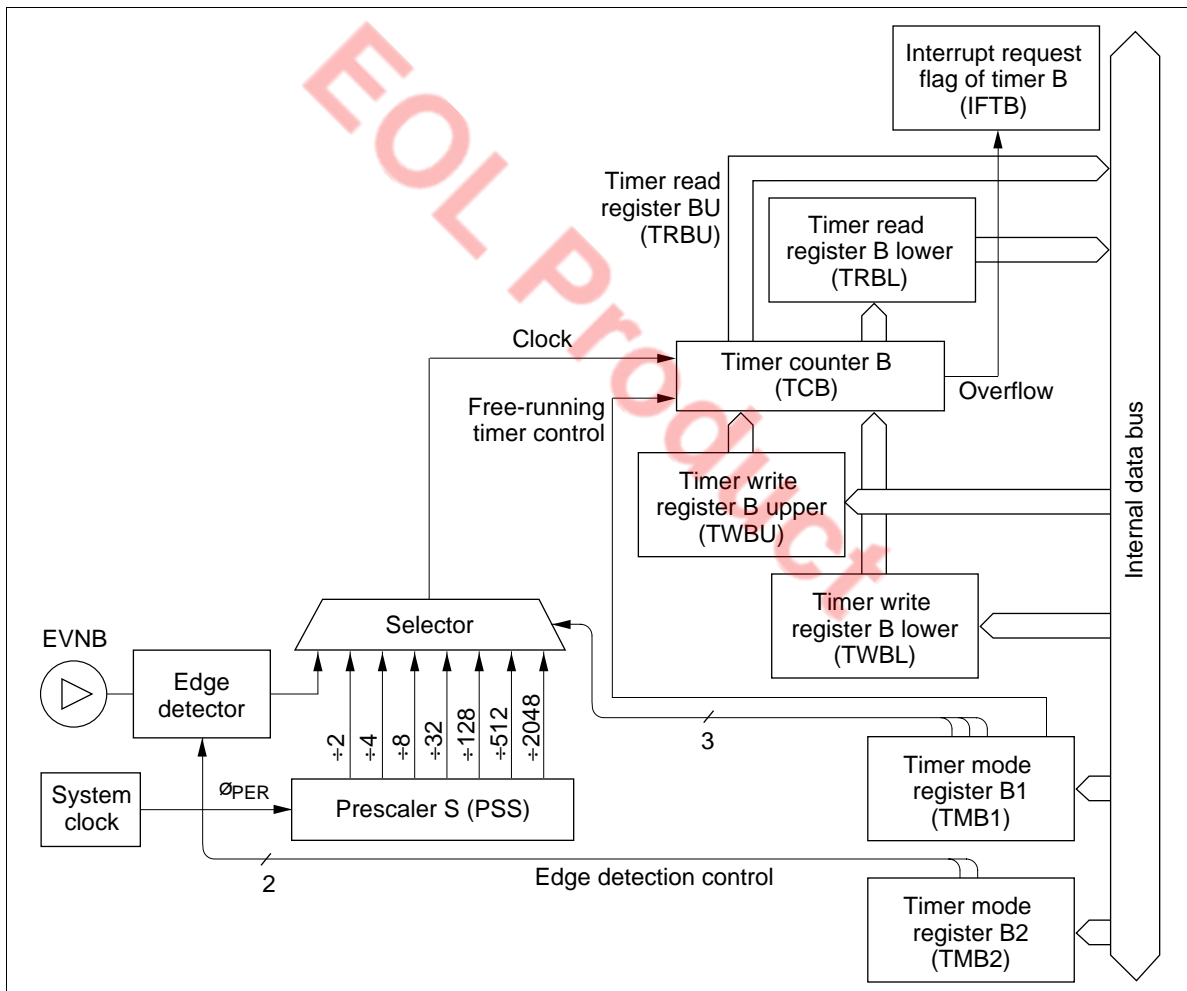 Interrupt request
flag of timer B
(IFTB)
Timer read
register BU
(TRBU)
Timer read
register B lower
(TRBL)
Clock
Timer counter B
(TCB)
Overflow
Free-running
timer control
Timer write
register B upper
(TWBU)
Internal data bus
Timer write
register B lower
(TWBL)
Selector
EVNB
Edge
detector
÷2
÷4
÷8
÷32
÷128
÷512
÷2048
3
System
clock
øPER
Prescaler S (PSS)
Timer mode
register B1
(TMB1)
2
Edge detection control
Timer mode
register B2
(TMB2)
EOL Product